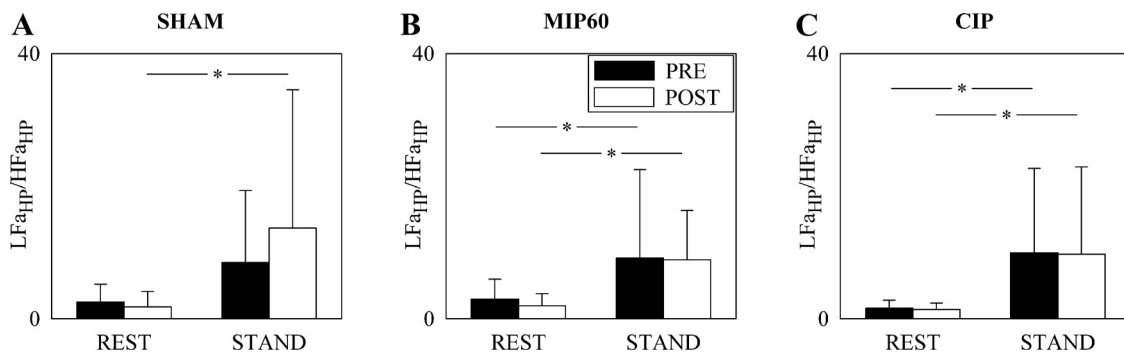 A SHAM
40
*
LFaHP/HFaHP
0
REST STAND
B MIP60
40
PRE
POST
*
*
LFaHP/HFaHP
0
REST STAND
C CIP
40
*
*
LFaHP/HFaHP
0
REST STAND